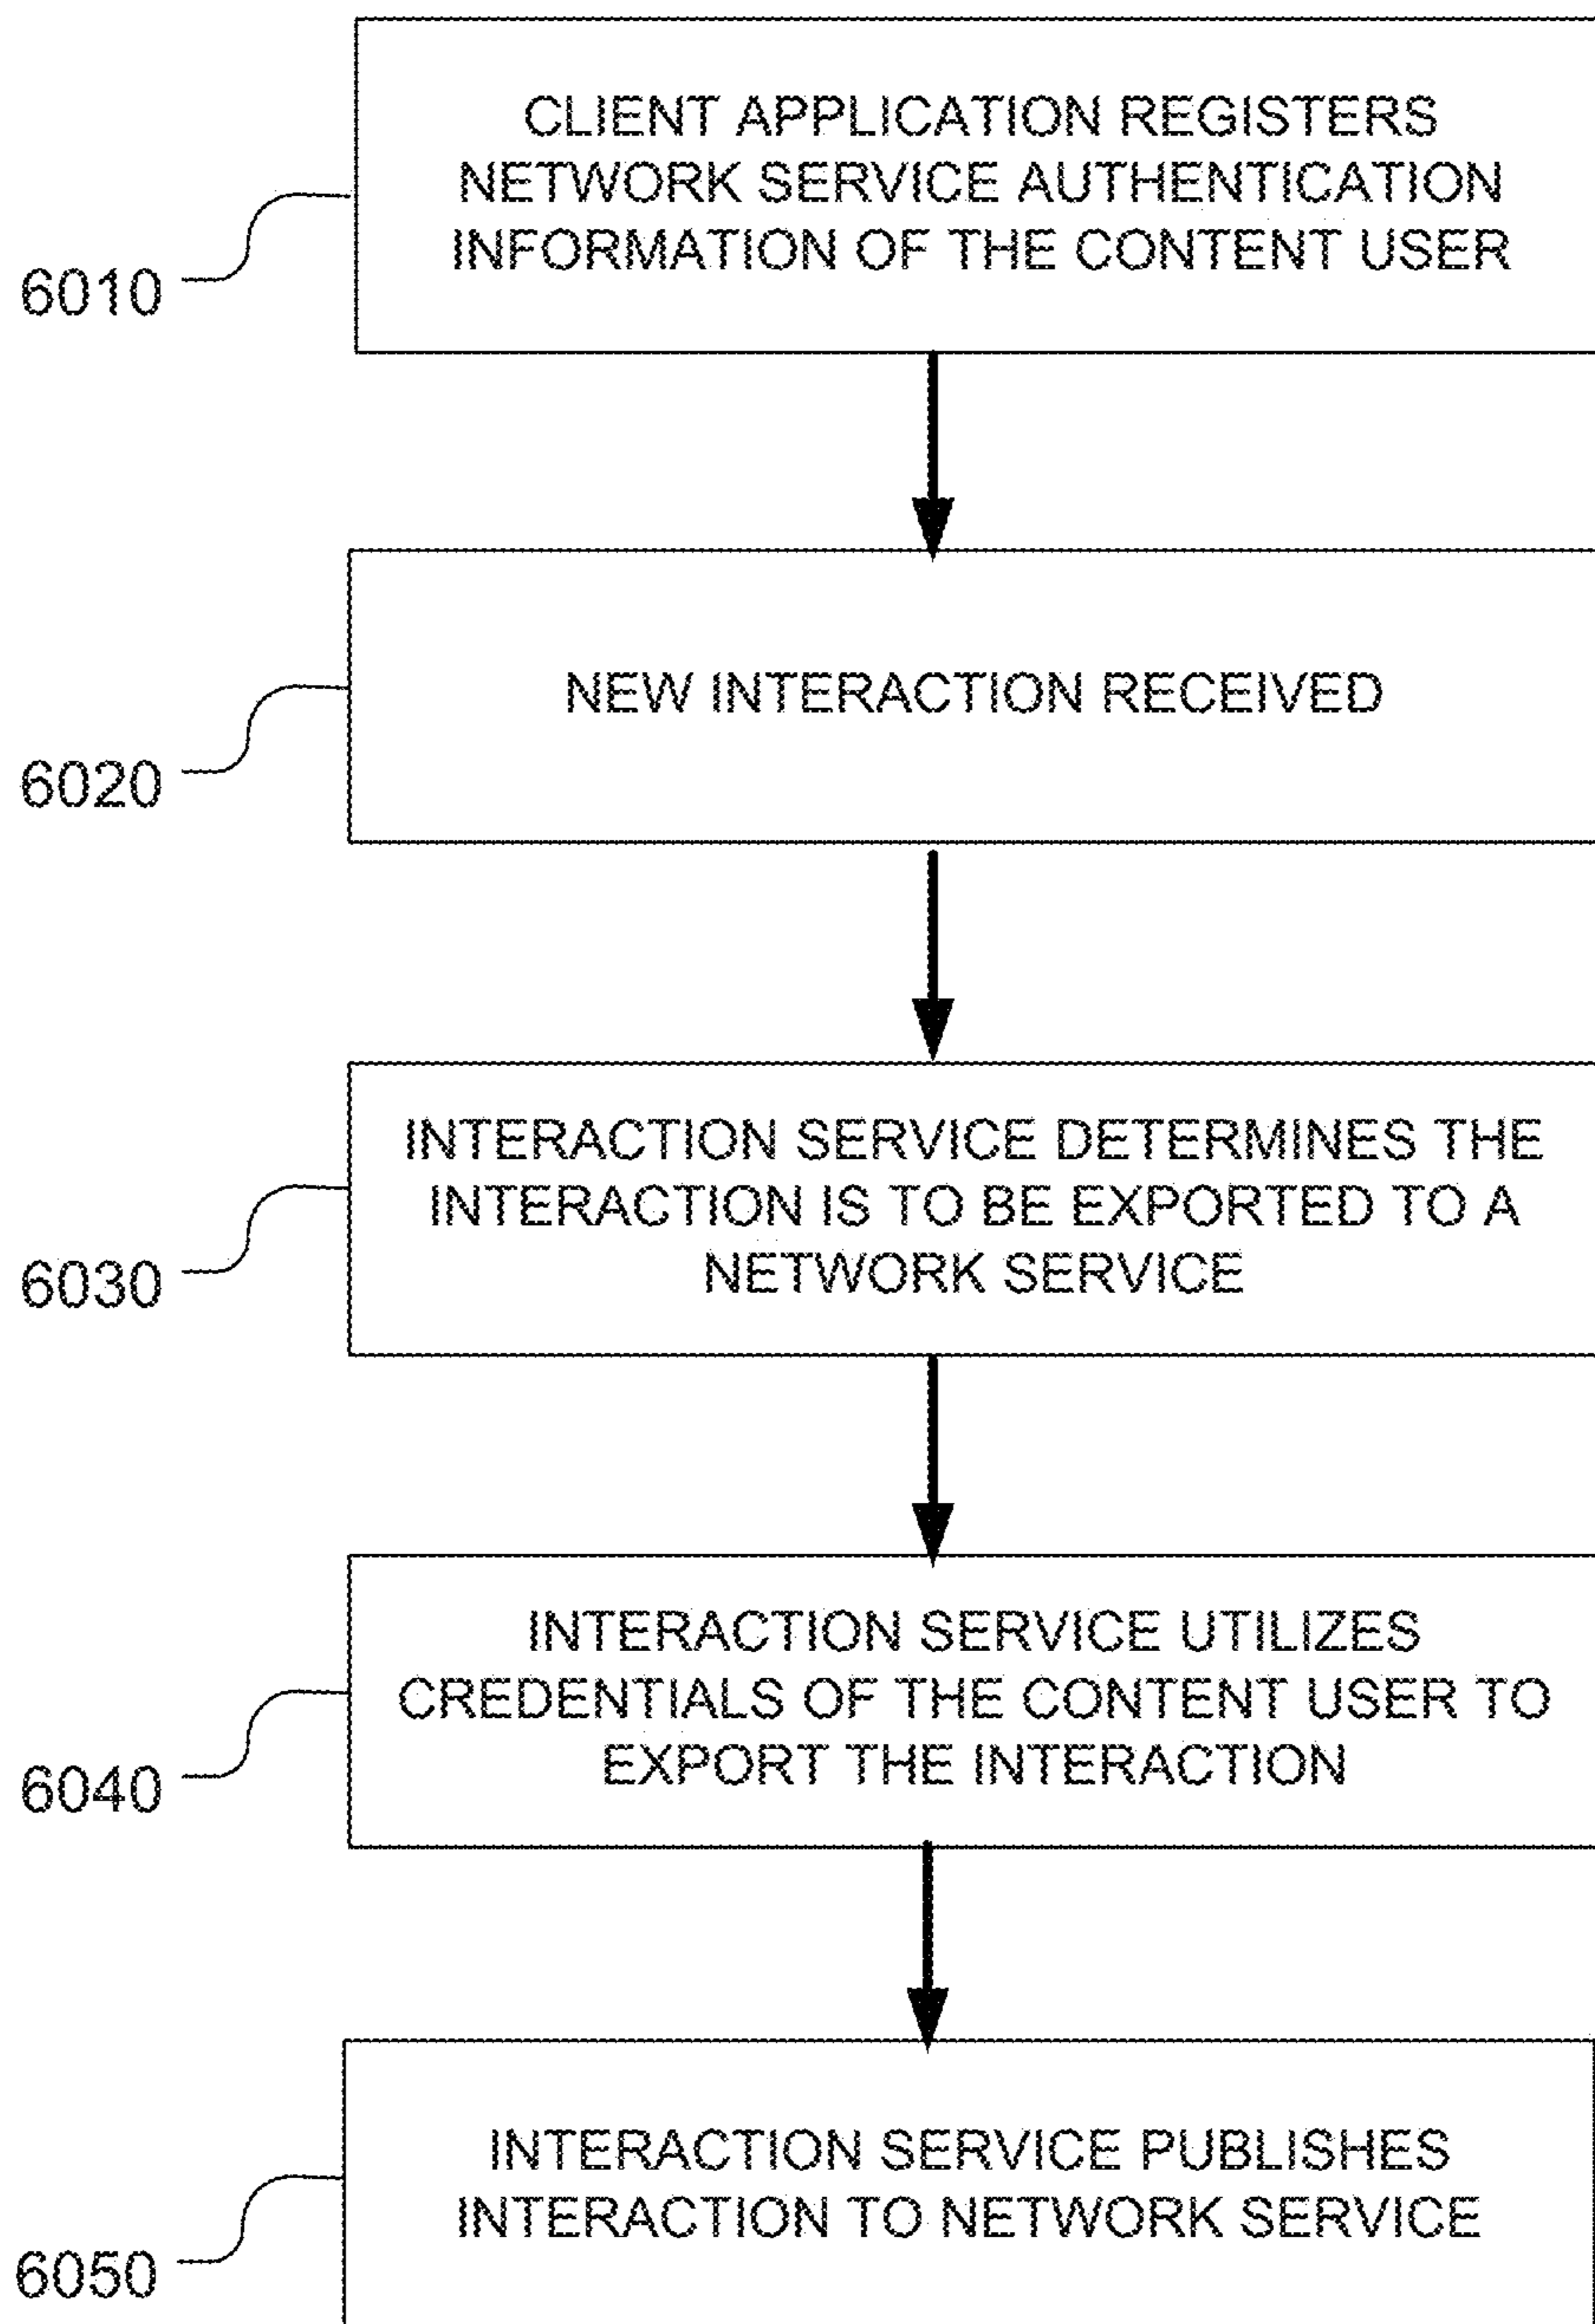 CLIENT APPLICATION REGISTERS
NETWORK SERVICE AUTHENTICATION
INFORMATION OF THE CONTENT USER
6010
NEW INTERACTION RECEIVED
6020
INTERACTION SERVICE DETERMINES THE
INTERACTION IS TO BE EXPORTED TO A
NETWORK SERVICE
6030
INTERACTION SERVICE UTILIZES
CREDENTIALS OF THE CONTENT USER TO
EXPORT THE INTERACTION
6040
INTERACTION SERVICE PUBLISHES
INTERACTION TO NETWORK SERVICE
6050